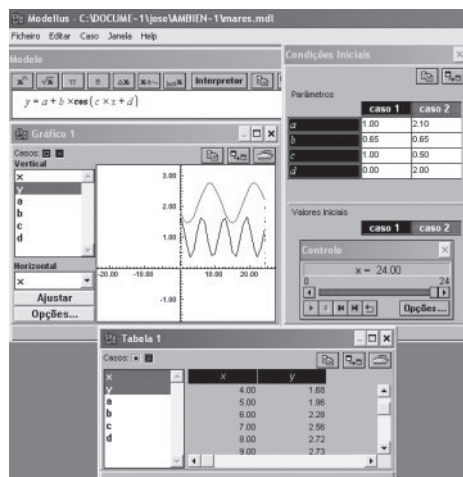 Modellus - C:\DOCUME~1\jose\AMBIEN~1\mares.mdl
Ficheiro Editar Caso Janela Help
Modelo
Interpretar
y = a + b ×cos(c × x + d)
Condições Iniciais
Parâmetros
caso 1 caso 2
a 1.00 2.10
b 0.65 0.65
c 1.00 0.50
d 0.00 2.00
Valores Iniciais
caso 1 caso 2
Controlo
x = 24.00
0 24
Opções...
Gráfico 1
Casos:
Vertical
x
y
a
b
c
d
Horizontal
x
Ajustar
Opções...
3.00
2.00
1.00
-20.00 -10.00 10.00 20.00
-1.00
Tabela 1
Casos:
x
y
a
b
c
d
x y
4.00 1.60
5.00 1.96
6.00 2.28
7.00 2.56
8.00 2.72
9.00 2.73